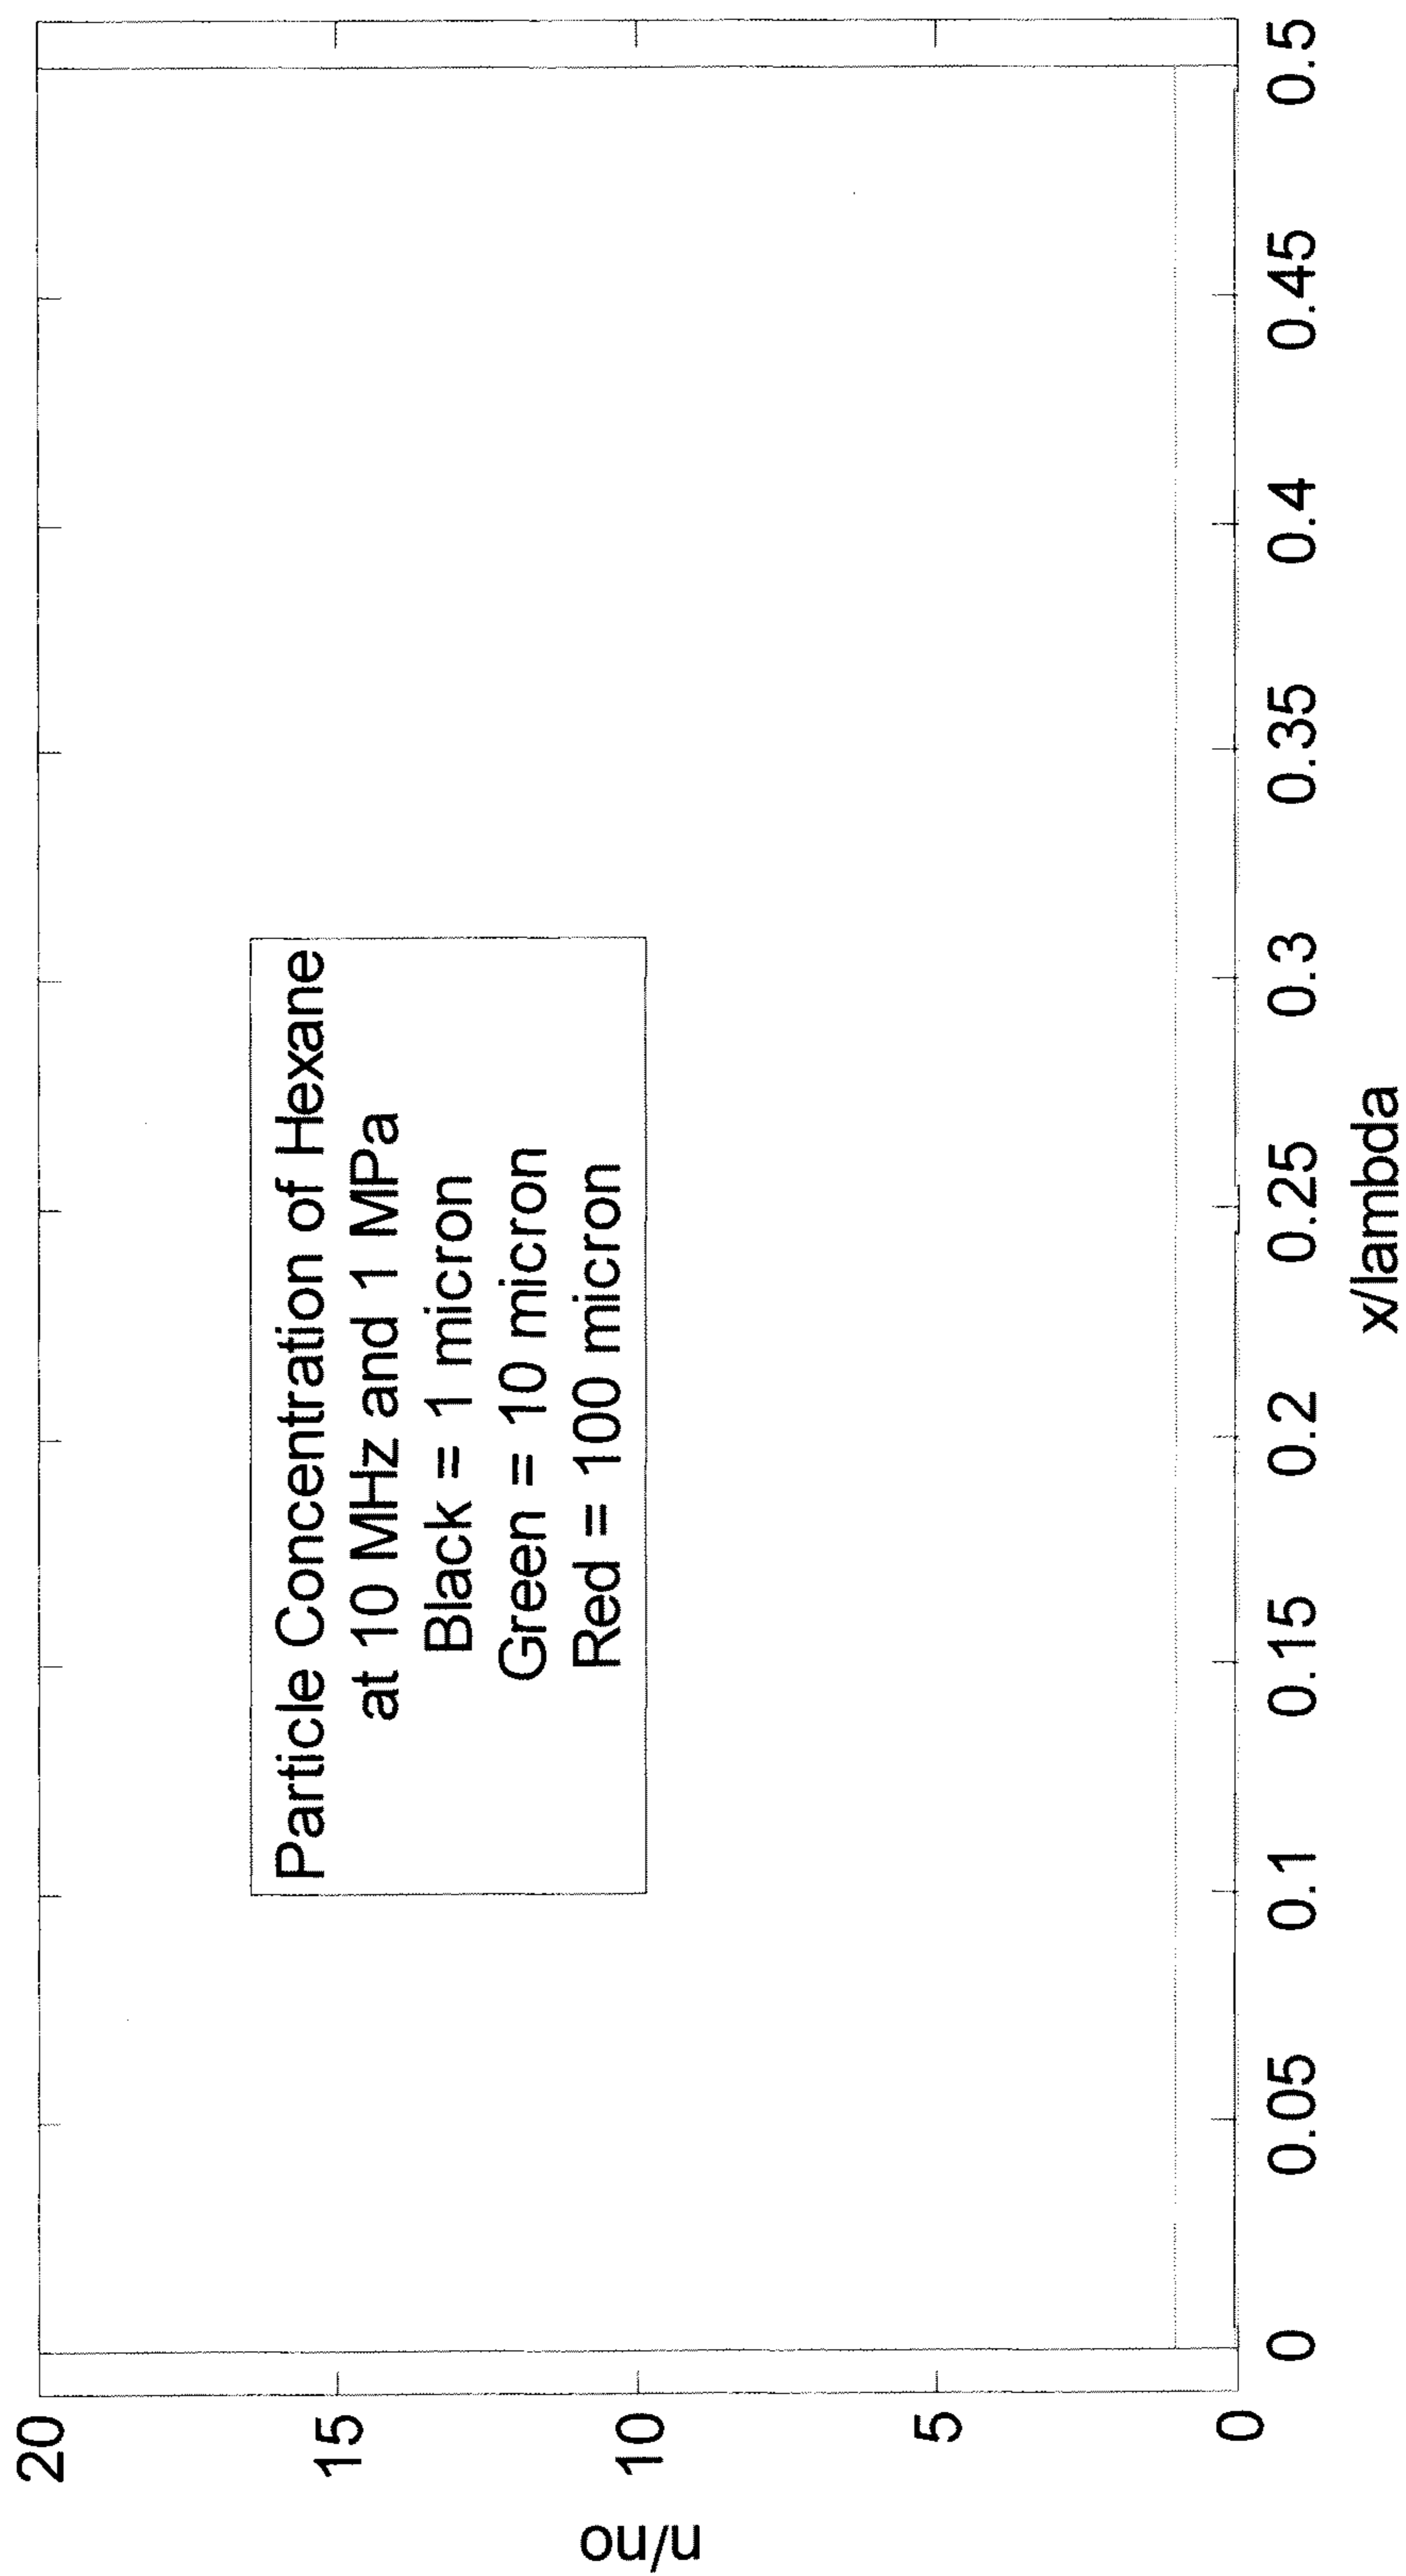 20
15
10
5
0
n/no
Particle Concentration of Hexane
at 10 MHz and 1 MPa
Black = 1 micron
Green = 10 micron
Red = 100 micron
0 0.05 0.1 0.15 0.2 0.25 0.3 0.35 0.4 0.45 0.5
x/lambda